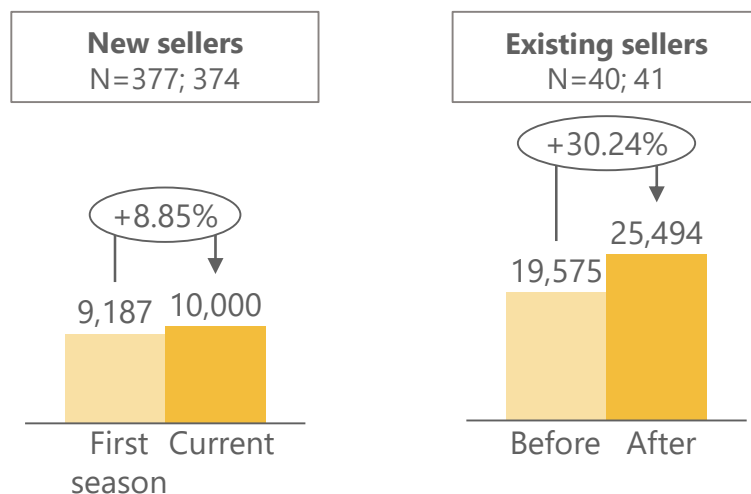 New sellers
N=377; 374
+8.85%
9,187
10,000
First season
Current
Existing sellers
N=40; 41
+30.24%
19,575
25,494
Before
After